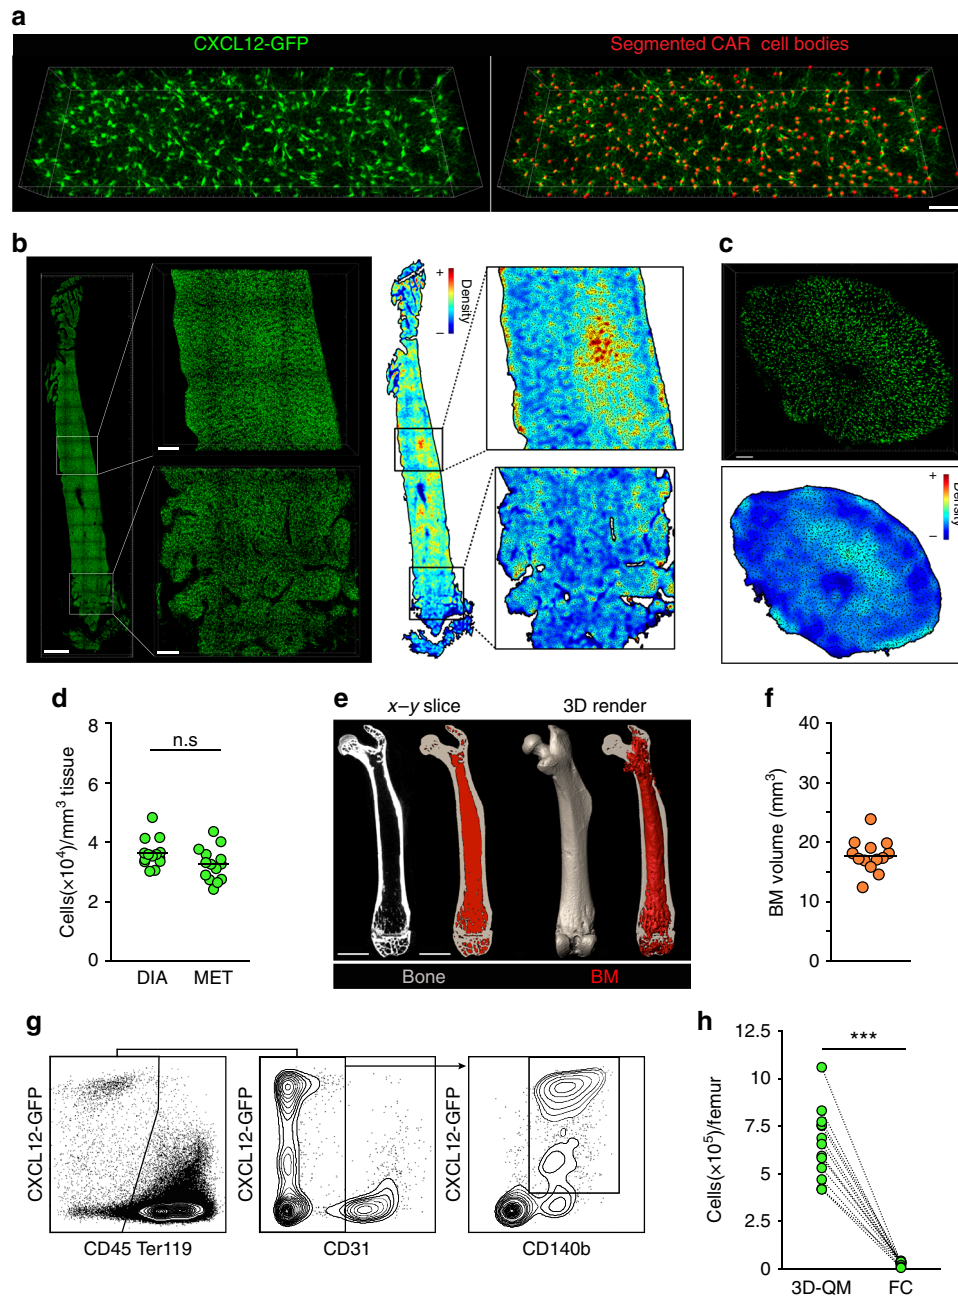 a
CXCL12-GFP
Segmented CAR cell bodies
b
+
Density
–
c
+
Density
–
d
8
6
4
2
0
Cells(×10⁴)/mm³ tissue
n.s
DIA
MET
e
x–y slice
3D render
Bone
BM
f
40
30
20
10
0
BM volume (mm³)
g
CXCL12-GFP
CD45 Ter119
CXCL12-GFP
CD31
CXCL12-GFP
CD140b
h
12.5
10
7.5
5
2.5
0
Cells(×10⁵)/femur
***
3D-QM
FC